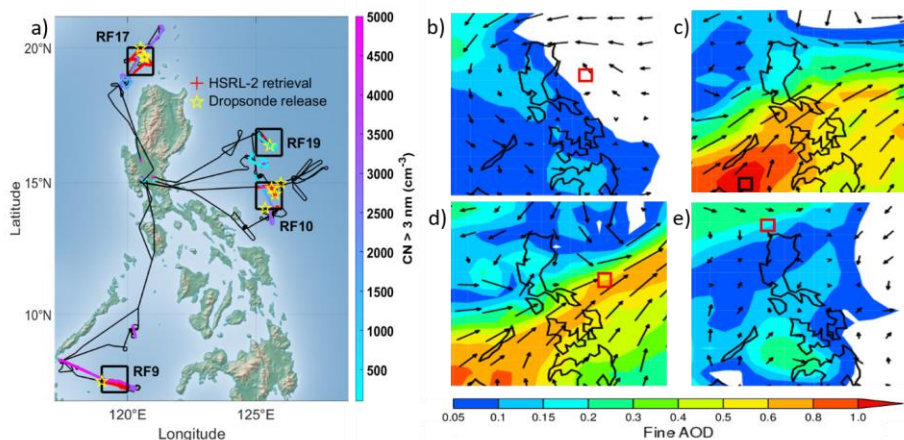 a)
RF17
HSRL-2 retrieval
Dropsonde release
RF19
RF10
RF9
20°N
15°N
10°N
120°E
125°E
Latitude
Longitude
5000
4500
4000
3500
3000
2500
2000
1500
1000
500
CN > 3 nm (cm⁻³)
b)
c)
d)
e)
0.05 0.1 0.15 0.2 0.3 0.4 0.5 0.6 0.8 1.0
Fine AOD